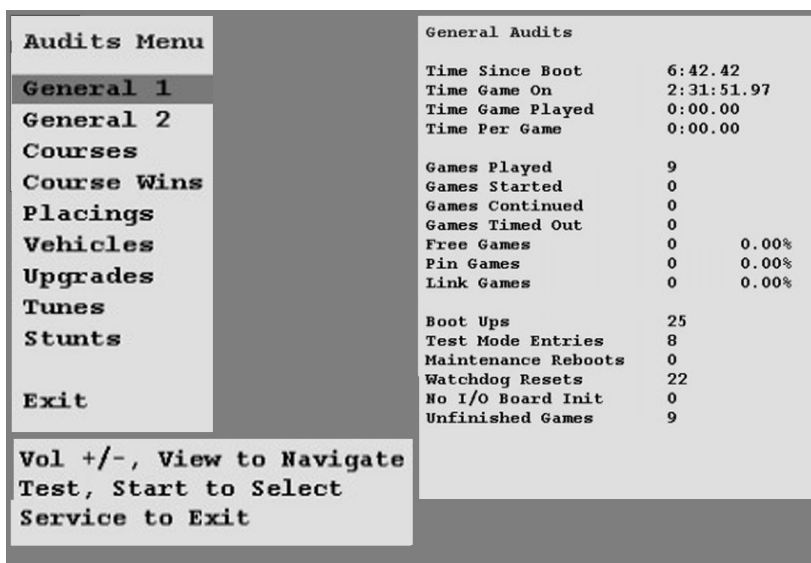 Audits Menu
General 1
General 2
Courses
Course Wins
Placings
Vehicles
Upgrades
Tunes
Stunts
Exit
Vol +/-, View to Navigate
Test, Start to Select
Service to Exit
General Audits
Time Since Boot 6:42.42
Time Game On 2:31:51.97
Time Game Played 0:00.00
Time Per Game 0:00.00
Games Played 9
Games Started 0
Games Continued 0
Games Timed Out 0
Free Games 0 0.00%
Pin Games 0 0.00%
Link Games 0 0.00%
Boot Ups 25
Test Mode Entries 8
Maintenance Reboots 0
Watchdog Resets 22
No I/O Board Init 0
Unfinished Games 9